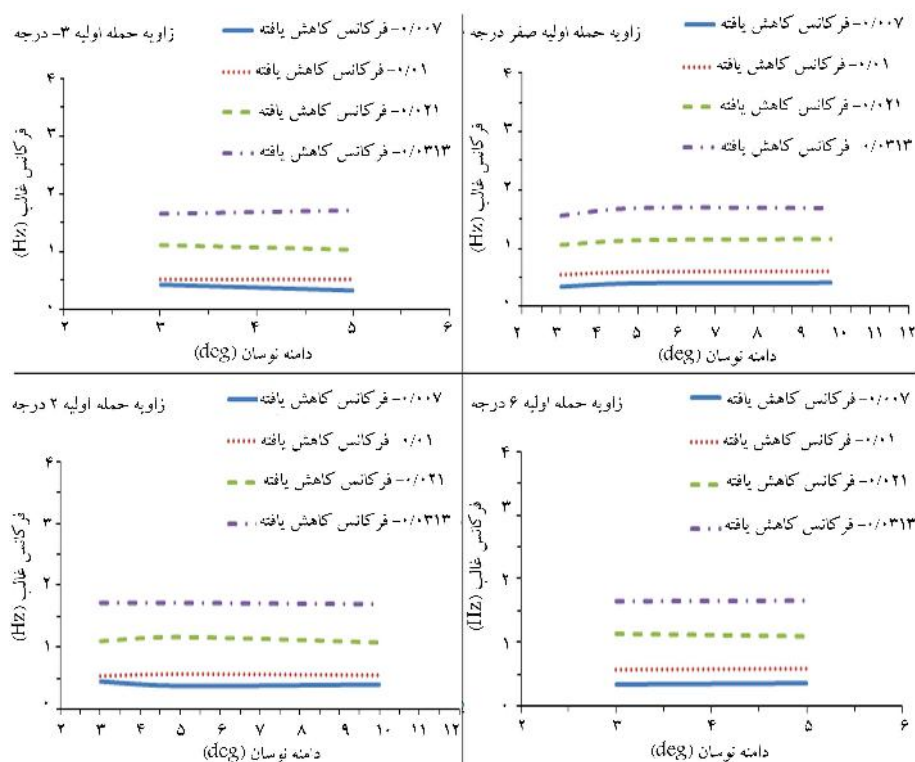 زاویه حمله اولیه ۳- درجه
۰/۰۰۷- فرکانس کاهش یافته
۰/۰۱- فرکانس کاهش یافته
۰/۰۲۱- فرکانس کاهش یافته
۰/۰۳۱۳- فرکانس کاهش یافته
فرکانس غالب (Hz)
۴
۳
۲
۱
۰
۲ ۳ ۴ ۵ ۶
دامنه نوسان (deg)
زاویه حمله اولیه صفر درجه
۰/۰۰۷- فرکانس کاهش یافته
۰/۰۱- فرکانس کاهش یافته
۰/۰۲۱- فرکانس کاهش یافته
۰/۰۳۱۳- فرکانس کاهش یافته
فرکانس غالب (Hz)
۴
۳
۲
۱
۰
۲ ۳ ۴ ۵ ۶ ۷ ۸ ۹ ۱۰ ۱۱ ۱۲
دامنه نوسان (deg)
زاویه حمله اولیه ۲ درجه
۰/۰۰۷- فرکانس کاهش یافته
۰/۰۱ فرکانس کاهش یافته
۰/۰۲۱- فرکانس کاهش یافته
۰/۰۳۱۳- فرکانس کاهش یافته
فرکانس غالب (Hz)
۴
۳
۲
۱
۰
۲ ۳ ۴ ۵ ۶ ۷ ۸ ۹ ۱۰ ۱۱ ۱۲
دامنه نوسان (deg)
زاویه حمله اولیه ۶ درجه
۰/۰۰۷- فرکانس کاهش یافته
۰/۰۱- فرکانس کاهش یافته
۰/۰۲۱- فرکانس کاهش یافته
۰/۰۳۱۳- فرکانس کاهش یافته
فرکانس غالب (Hz)
۴
۳
۲
۱
۰
۲ ۳ ۴ ۵ ۶
دامنه نوسان (deg)